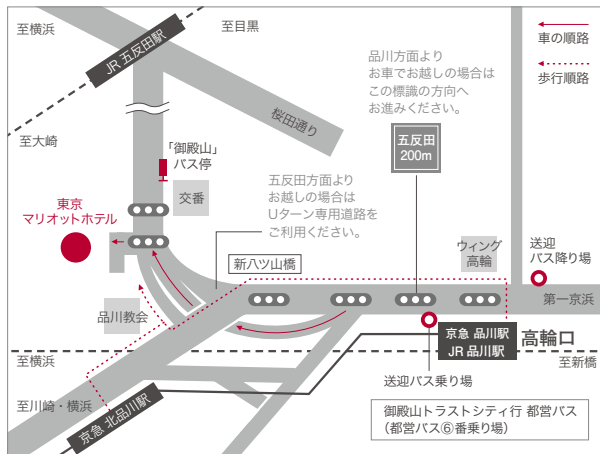 至横浜
至目黒
JR 五反田駅
車の順路
歩行順路
品川方面より
お車でお越しの場合は
この標識の方向へ
お進みください。
桜田通り
至大崎
「御殿山」
バス停
五反田
200m
交番
五反田方面より
お越しの場合は
Uターン専用道路を
ご利用ください。
東京
マリオットホテル
新八ツ山橋
ウィング
高輪
送迎
バス降り場
第一京浜
品川教会
京急 品川駅
JR 品川駅
高輪口
至横浜
至新橋
送迎バス乗り場
至川崎・横浜
京急 北品川駅
御殿山トラストシティ行 都営バス
（都営バス⑥番乗り場）